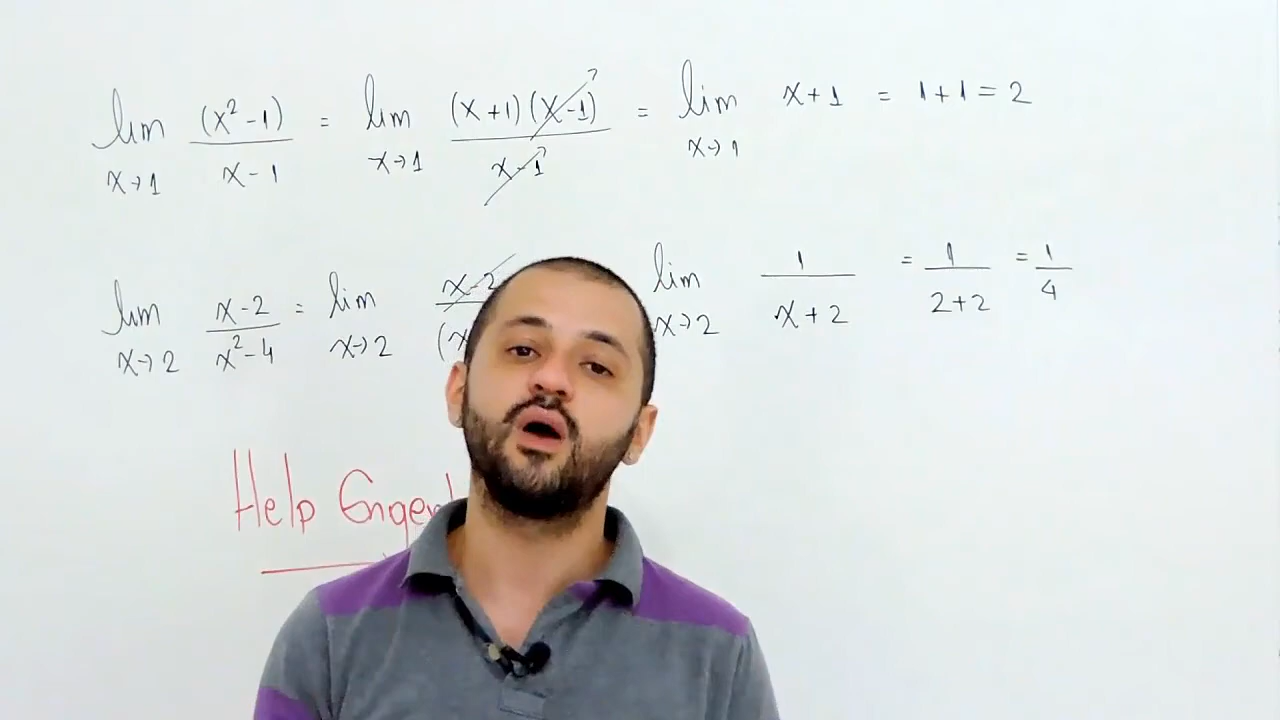 lim x→1 (x²-1)/x-1 = lim x→1 (x+1)(x-1)/x-1 = lim x→1 x+1 = 1+1=2
lim x→2 x-2/x²-4 = lim x→2 x-2/(x lim x→2 1/x+2 = 1/2+2 = 1/4
Help